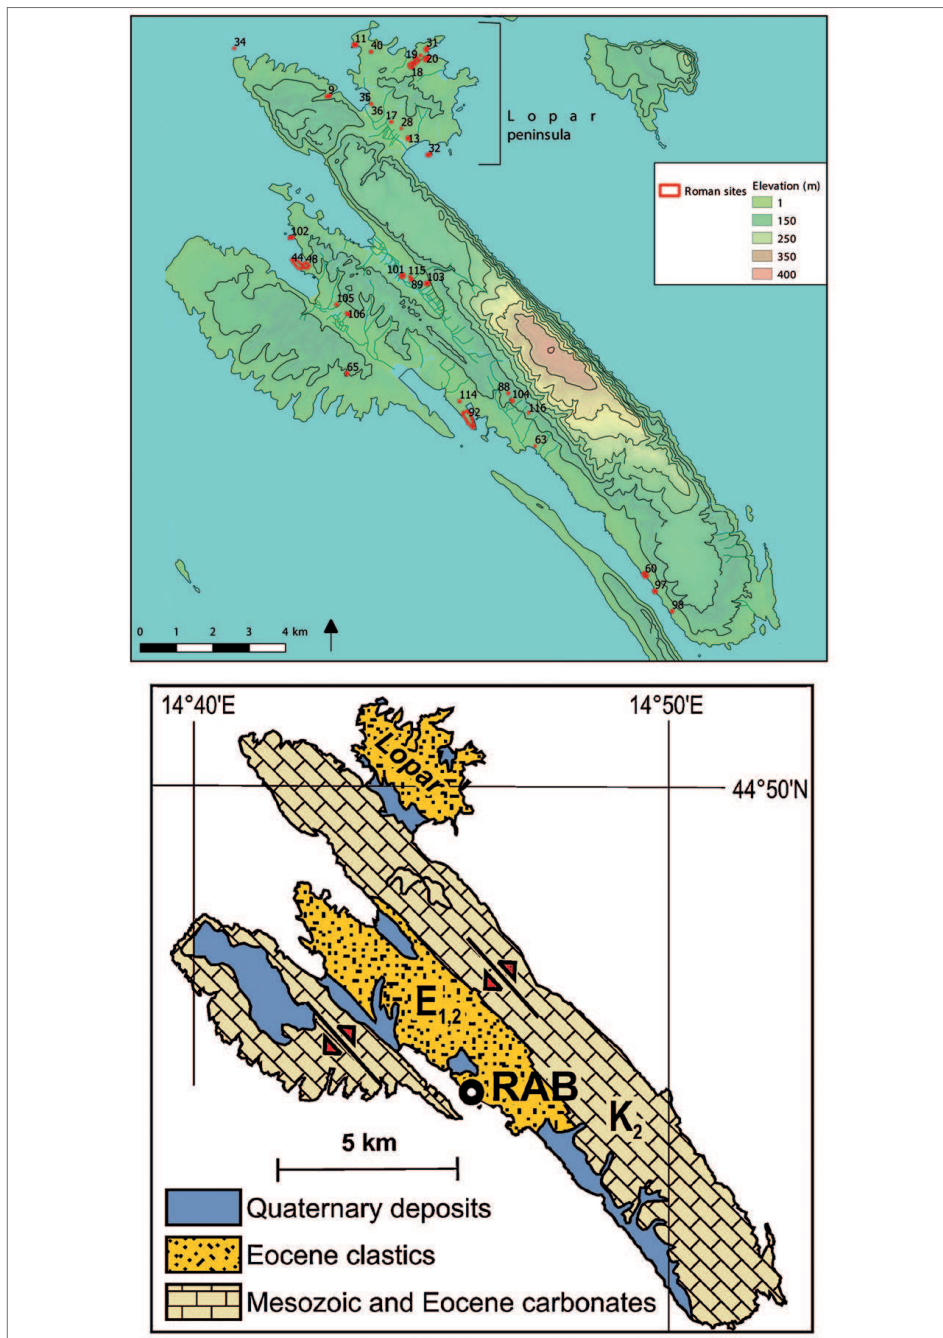 34
11
40
31
19
20
18
9
35
36
17
28
13
32
L o p a r
peninsula
Roman sites
Elevation (m)
1
150
250
350
400
102
44
48
101
115
103
89
105
106
65
88
104
114
116
92
63
60
97
98
0 1 2 3 4 km
14°40'E
14°50'E
Lopar
44°50'N
E1,2
RAB
K2
5 km
Quaternary deposits
Eocene clastics
Mesozoic and Eocene carbonates